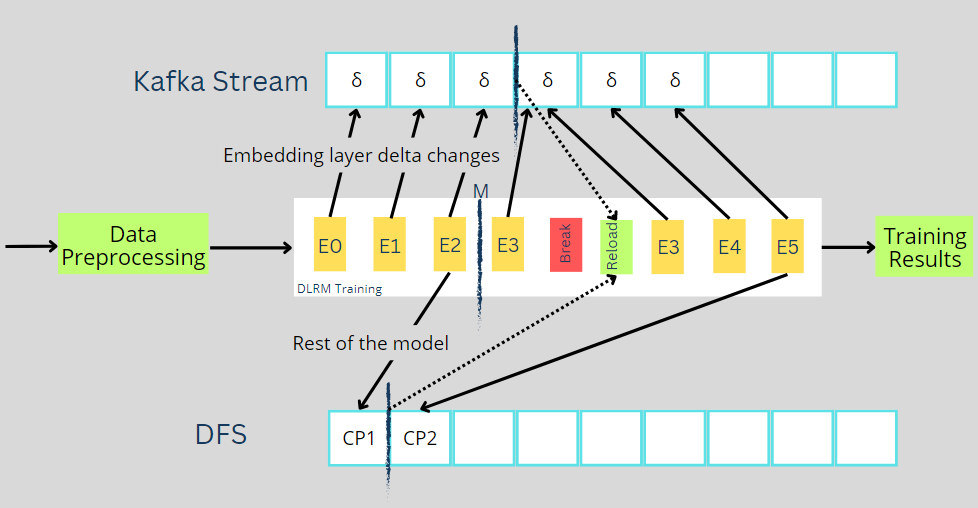 Kafka Stream
δ δ δ δ δ δ
Embedding layer delta changes
M
Data
Preprocessing
E0 E1 E2 E3 Break Reload E3 E4 E5
DLRM Training
Training
Results
Rest of the model
DFS
CP1 CP2